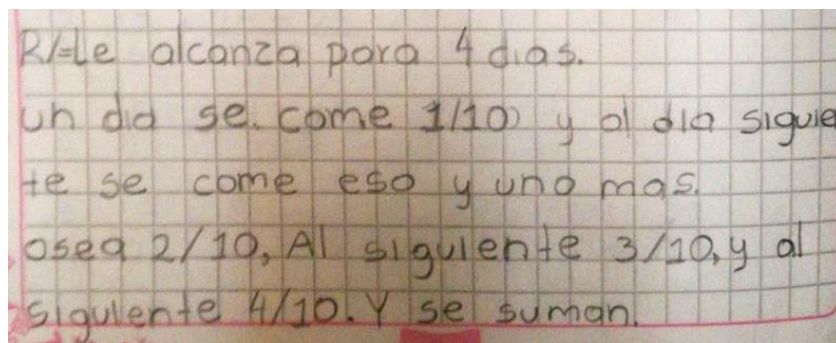 R/=Le alcanza para 4 dias.
un dia se. come 1/10 y al dia siguie
te se come eso y uno mas.
osea 2/10, Al siguiente 3/10, y al
siguiente 4/10. Y se suman.